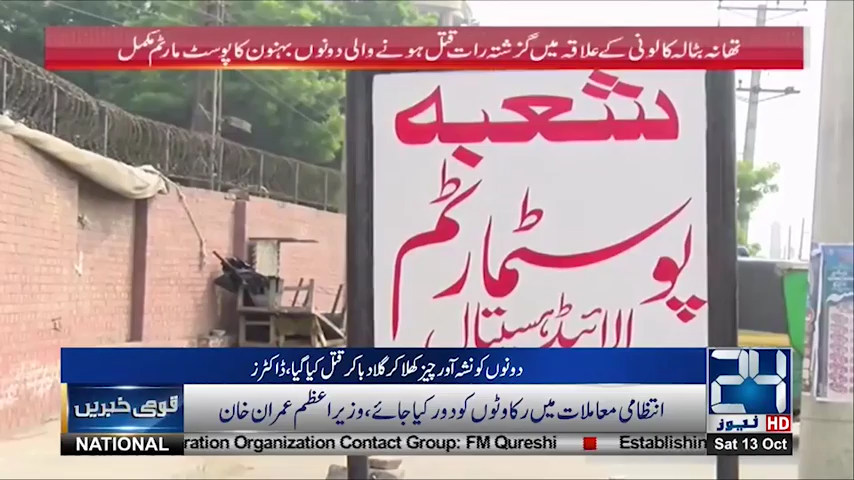 تھانہ بٹالہ کالونی کے علاقہ میں گزشتہ رات قتل ہونے والی دونوں بہنوں کا پوسٹ مارٹم مکمل
شعبہ
پوسٹمارٹم
الائیڈ ہسپتال
دونوں کو نشہ آور چیز کھلا کر گلا دبا کر قتل کیا گیا، ڈاکٹرز
قومی خبریں
انتظامی معاملات میں رکاوٹوں کو دور کیا جائے، وزیراعظم عمران خان
24
نیوز HD
NATIONAL
ration Organization Contact Group: FM Qureshi
Establishin
Sat 13 Oct